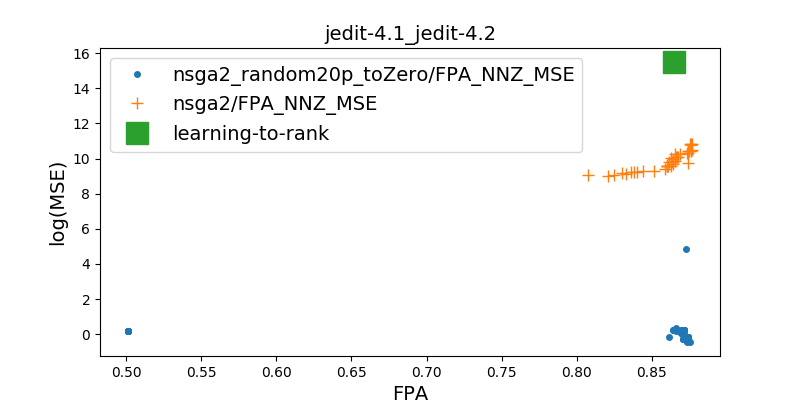 jedit-4.1_jedit-4.2
16
14
12
10
8
6
4
2
0
log(MSE)
nsga2_random20p_toZero/FPA_NNZ_MSE
nsga2/FPA_NNZ_MSE
learning-to-rank
0.50 0.55 0.60 0.65 0.70 0.75 0.80 0.85
FPA